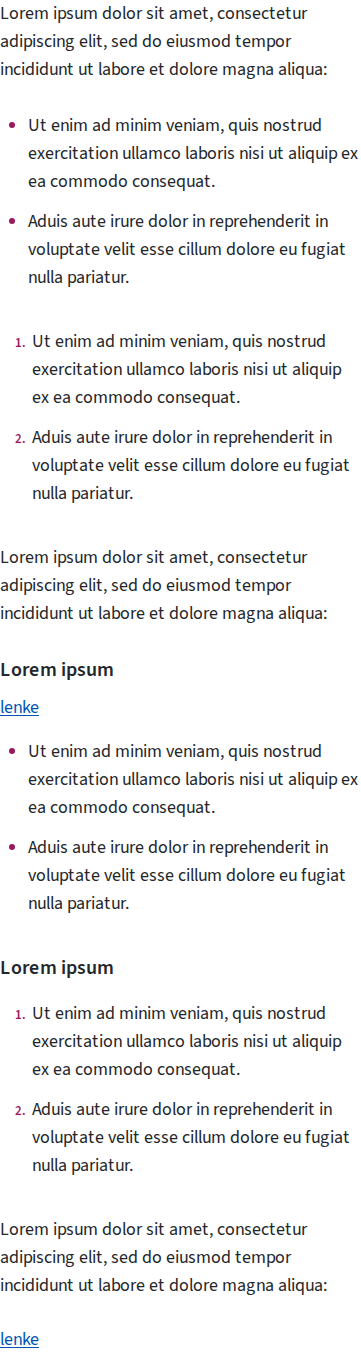 Lorem ipsum dolor sit amet, consectetur
adipiscing elit, sed do eiusmod tempor
incididunt ut labore et dolore magna aliqua:
• Ut enim ad minim veniam, quis nostrud
exercitation ullamco laboris nisi ut aliquip ex
ea commodo consequat.
• Aduis aute irure dolor in reprehenderit in
voluptate velit esse cillum dolore eu fugiat
nulla pariatur.
1. Ut enim ad minim veniam, quis nostrud
exercitation ullamco laboris nisi ut aliquip
ex ea commodo consequat.
2. Aduis aute irure dolor in reprehenderit in
voluptate velit esse cillum dolore eu fugiat
nulla pariatur.
Lorem ipsum dolor sit amet, consectetur
adipiscing elit, sed do eiusmod tempor
incididunt ut labore et dolore magna aliqua:
Lorem ipsum
lenke
• Ut enim ad minim veniam, quis nostrud
exercitation ullamco laboris nisi ut aliquip ex
ea commodo consequat.
• Aduis aute irure dolor in reprehenderit in
voluptate velit esse cillum dolore eu fugiat
nulla pariatur.
Lorem ipsum
1. Ut enim ad minim veniam, quis nostrud
exercitation ullamco laboris nisi ut aliquip
ex ea commodo consequat.
2. Aduis aute irure dolor in reprehenderit in
voluptate velit esse cillum dolore eu fugiat
nulla pariatur.
Lorem ipsum dolor sit amet, consectetur
adipiscing elit, sed do eiusmod tempor
incididunt ut labore et dolore magna aliqua:
lenke